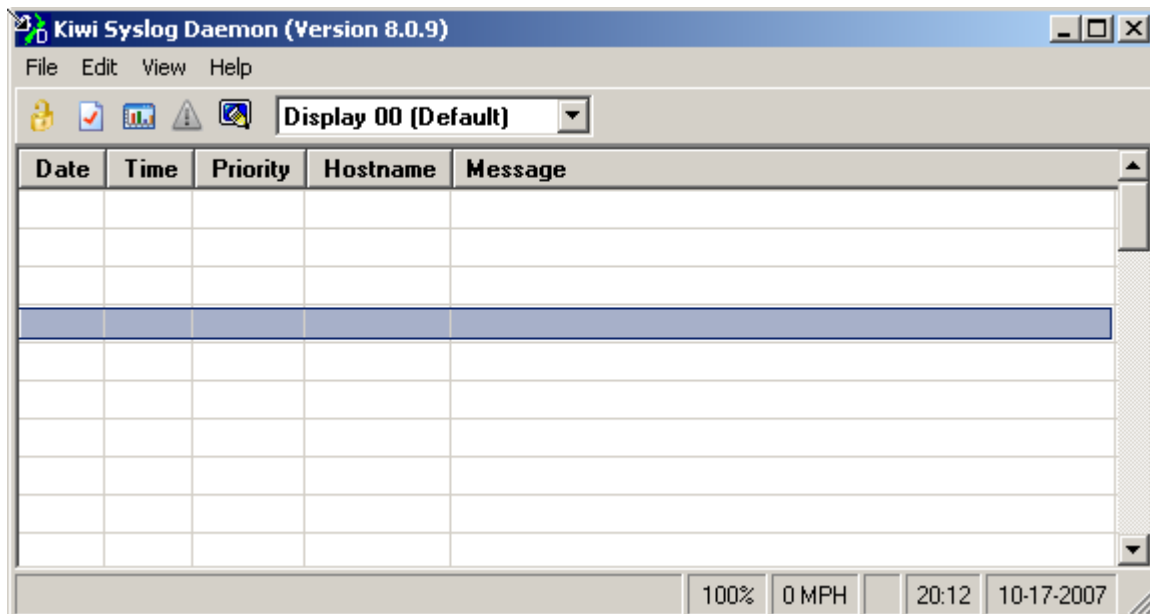 Kiwi Syslog Daemon (Version 8.0.9)
File Edit View Help
Display 00 (Default)
Date Time Priority Hostname Message
100% 0 MPH 20:12 10-17-2007